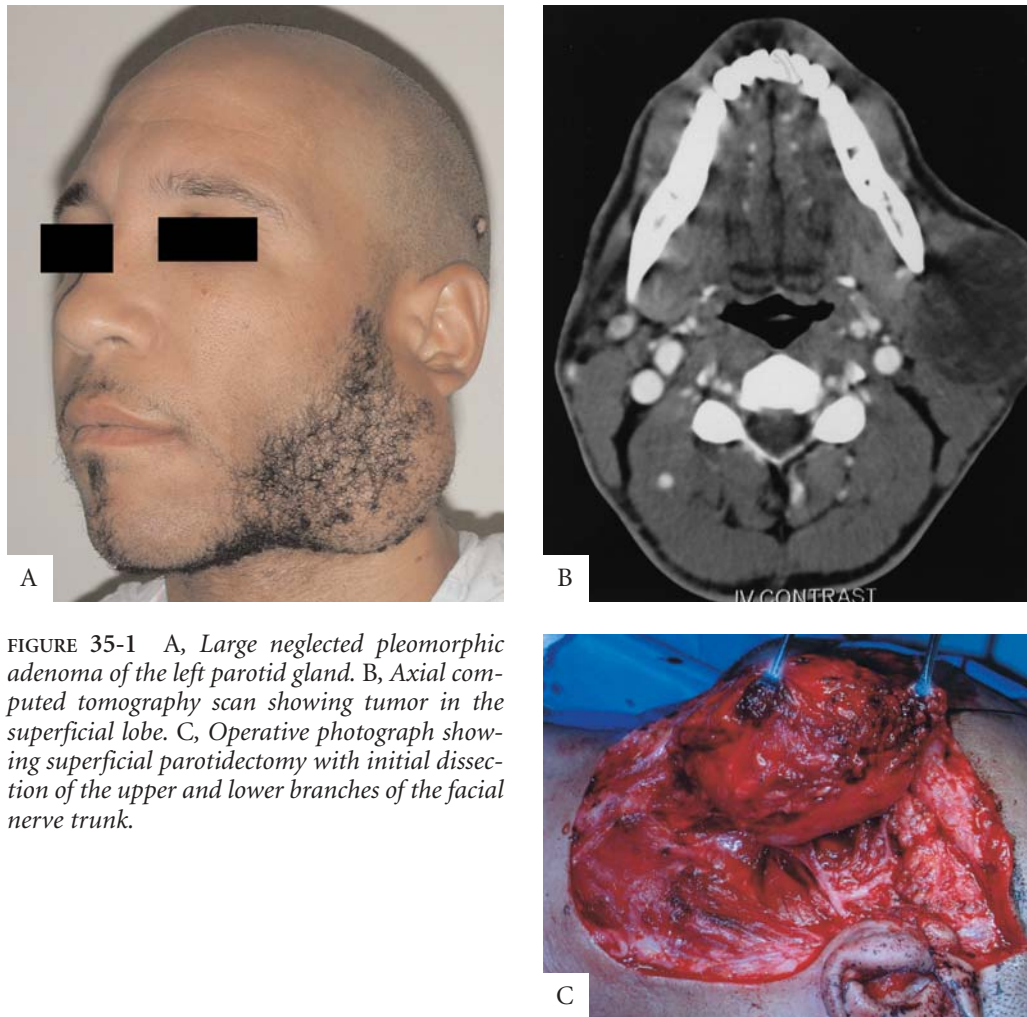 A
B
IV CONTRAST
FIGURE 35-1 A, Large neglected pleomorphic
adenoma of the left parotid gland. B, Axial com-
puted tomography scan showing tumor in the
superficial lobe. C, Operative photograph show-
ing superficial parotidectomy with initial dissec-
tion of the upper and lower branches of the facial
nerve trunk.
C